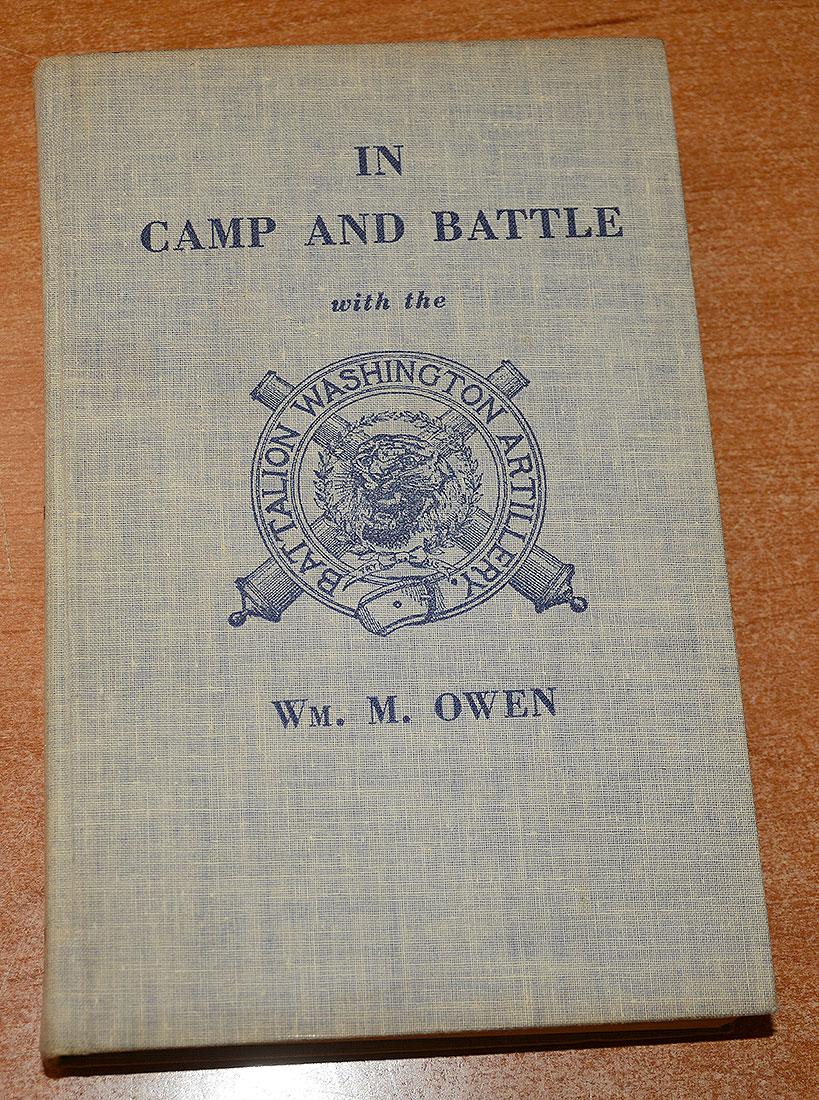 IN
CAMP AND BATTLE
with the
BATTALION WASHINGTON ARTILLERY.
WM. M. OWEN